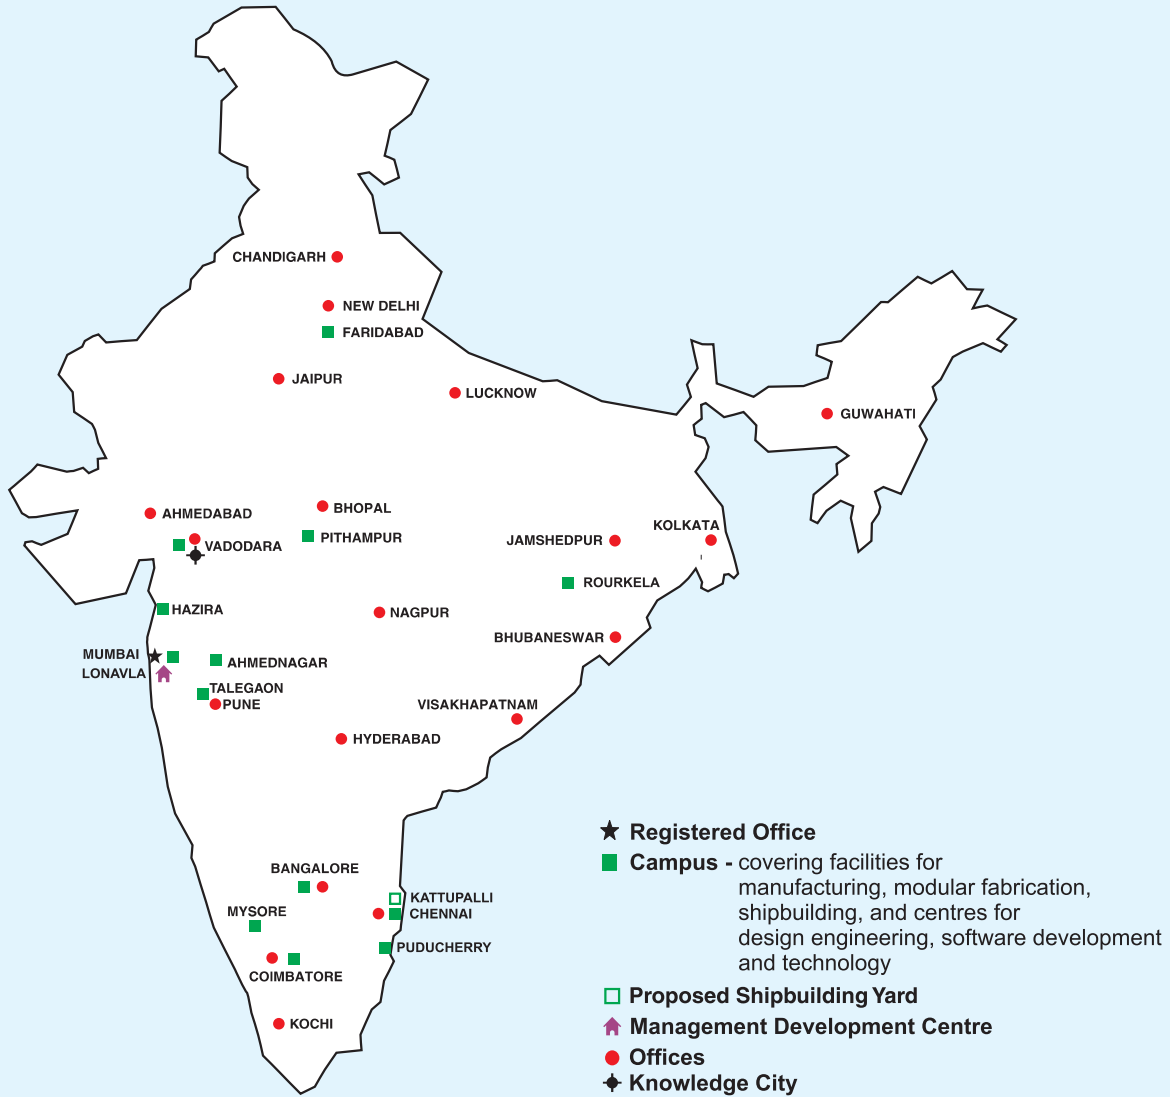 CHANDIGARH
NEW DELHI
FARIDABAD
JAIPUR
LUCKNOW
GUWAHATI
AHMEDABAD
BHOPAL
KOLKATA
VADODARA
PITHAMPUR
JAMSHEDPUR
ROURKELA
HAZIRA
NAGPUR
BHUBANESWAR
MUMBAI
AHMEDNAGAR
LONAVLA
TALEGAON
PUNE
VISAKHAPATNAM
HYDERABAD
BANGALORE
KATTUPALLI
MYSORE
CHENNAI
PUDUCHERRY
COIMBATORE
KOCHI
Registered Office
Campus - covering facilities for
manufacturing, modular fabrication,
shipbuilding, and centres for
design engineering, software development
and technology
Proposed Shipbuilding Yard
Management Development Centre
Offices
Knowledge City